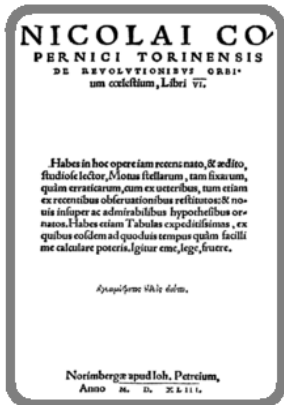 NICOLAI CO
PERNICI TORINENSIS
DE REVOLVTIONIBVS ORBI-
um cœlestium, Libri VI.
Habes in hoc opere iam recens nato, & ædito,
studiose lector, Motus stellarum, tam fixarum,
quàm erraticarum, cum ex ueteribus, tum etiam
ex recentibus obseruationibus restitutos: & no-
uis insuper ac admirabilibus hypothesibus or-
natos. Habes etiam Tabulas expeditissimas, ex
quibus eosdem ad quoduis tempus quàm facilli
me calculare poteris. Igitur eme, lege, fruere.
Norimbergæ apud Ioh. Petreium,
Anno M. D. XLIII.